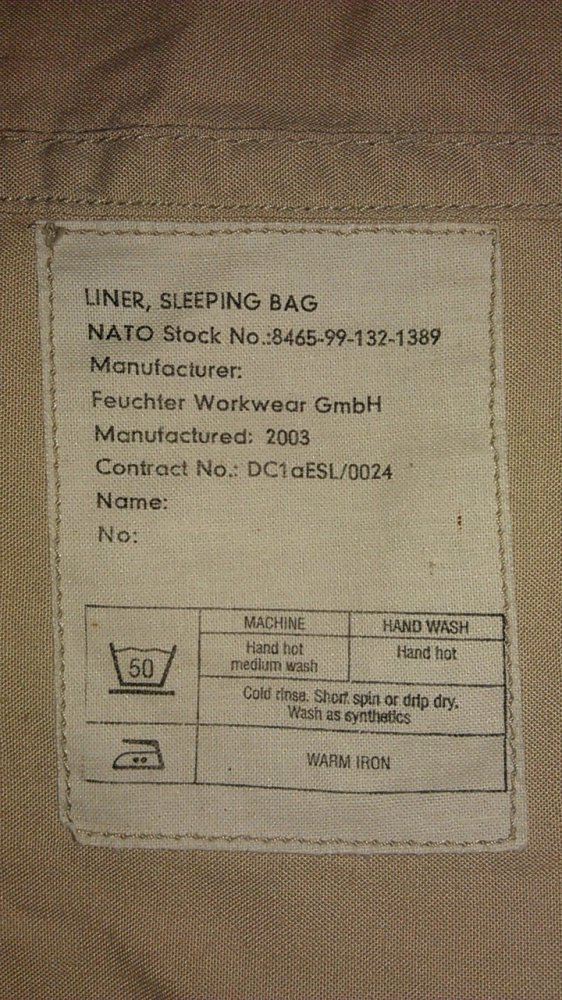 LINER, SLEEPING BAG
NATO Stock No.:8465-99-132-1389
Manufacturer:
Feuchter Workwear GmbH
Manufactured: 2003
Contract No.: DC1aESL/0024
Name:
No:
50
MACHINE
HAND WASH
Hand hot
medium wash
Hand hot
Cold rinse. Short spin or drip dry.
Wash as synthetics
WARM IRON